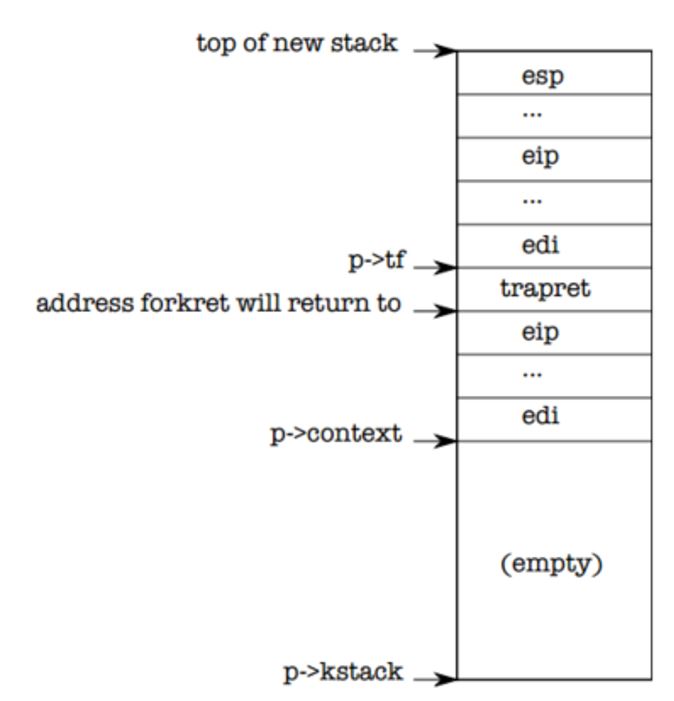 top of new stack
esp
...
eip
...
edi
p->tf
trapret
address forkret will return to
eip
...
edi
p->context
(empty)
p->kstack